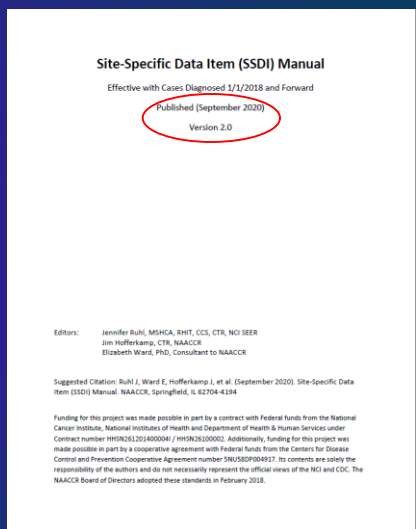 Site-Specific Data Item (SSDI) Manual
Effective with Cases Diagnosed 1/1/2018 and Forward
Published (September 2020)
Version 2.0
Editors: Jennifer Ruhl, MSHCA, RHIT, CCS, CTR, NCI SEER
Jim Hofferkamp, CTR, NAACCR
Elizabeth Ward, PhD, Consultant to NAACCR
Suggested Citation: Ruhl J, Ward E, Hofferkamp J, et al. (September 2020). Site-Specific Data
Item (SSDI) Manual. NAACCR, Springfield, IL 62704-4194
Funding for this project was made possible in part by a contract with Federal funds from the National
Cancer Institute, National Institutes of Health and Department of Health & Human Services under
Contract number HHSN261201400004I / HHSN26100002. Additionally, funding for this project was
made possible in part by a cooperative agreement with Federal funds from the Centers for Disease
Control and Prevention Cooperative Agreement number 5NU58DP004917. Its contents are solely the
responsibility of the authors and do not necessarily represent the official views of the NCI and CDC. The
NAACCR Board of Directors adopted these standards in February 2018.